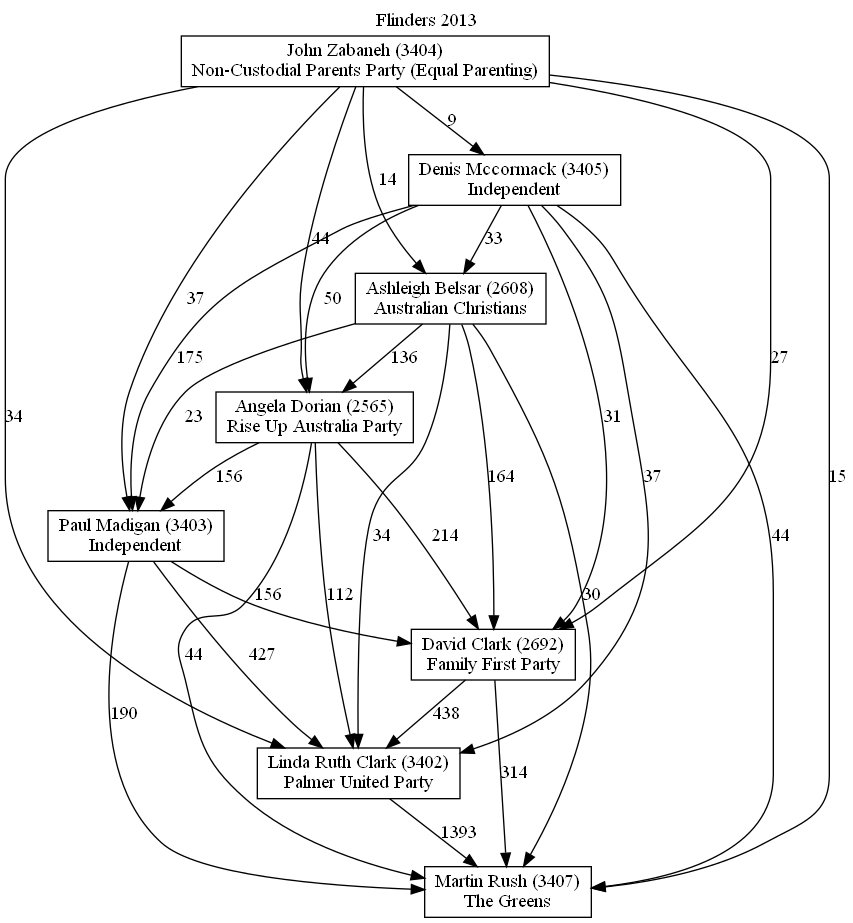 Flinders 2013
John Zabaneh (3404)
Non-Custodial Parents Party (Equal Parenting)
9
Denis Mccormack (3405)
Independent
14
44
33
Ashleigh Belsar (2608)
Australian Christians
37
50
175
136
27
23
Angela Dorian (2565)
Rise Up Australia Party
34
31
156
164
37
15
Paul Madigan (3403)
Independent
34
214
44
156
112
30
David Clark (2692)
Family First Party
44
427
190
438
Linda Ruth Clark (3402)
Palmer United Party
314
1393
Martin Rush (3407)
The Greens